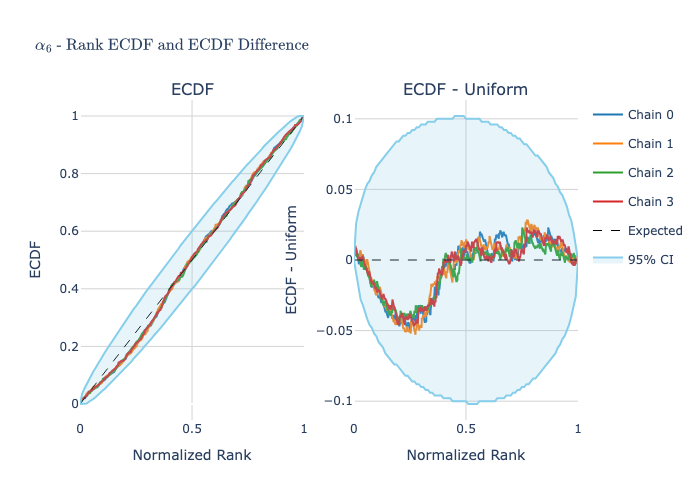 α₆ - Rank ECDF and ECDF Difference
ECDF
ECDF - Uniform
Chain 0
Chain 1
Chain 2
Chain 3
Expected
95% CI
ECDF
1
0.8
0.6
0.4
0.2
0
0
0.5
1
Normalized Rank
ECDF - Uniform
0.1
0.05
0
−0.05
−0.1
0
0.5
1
Normalized Rank